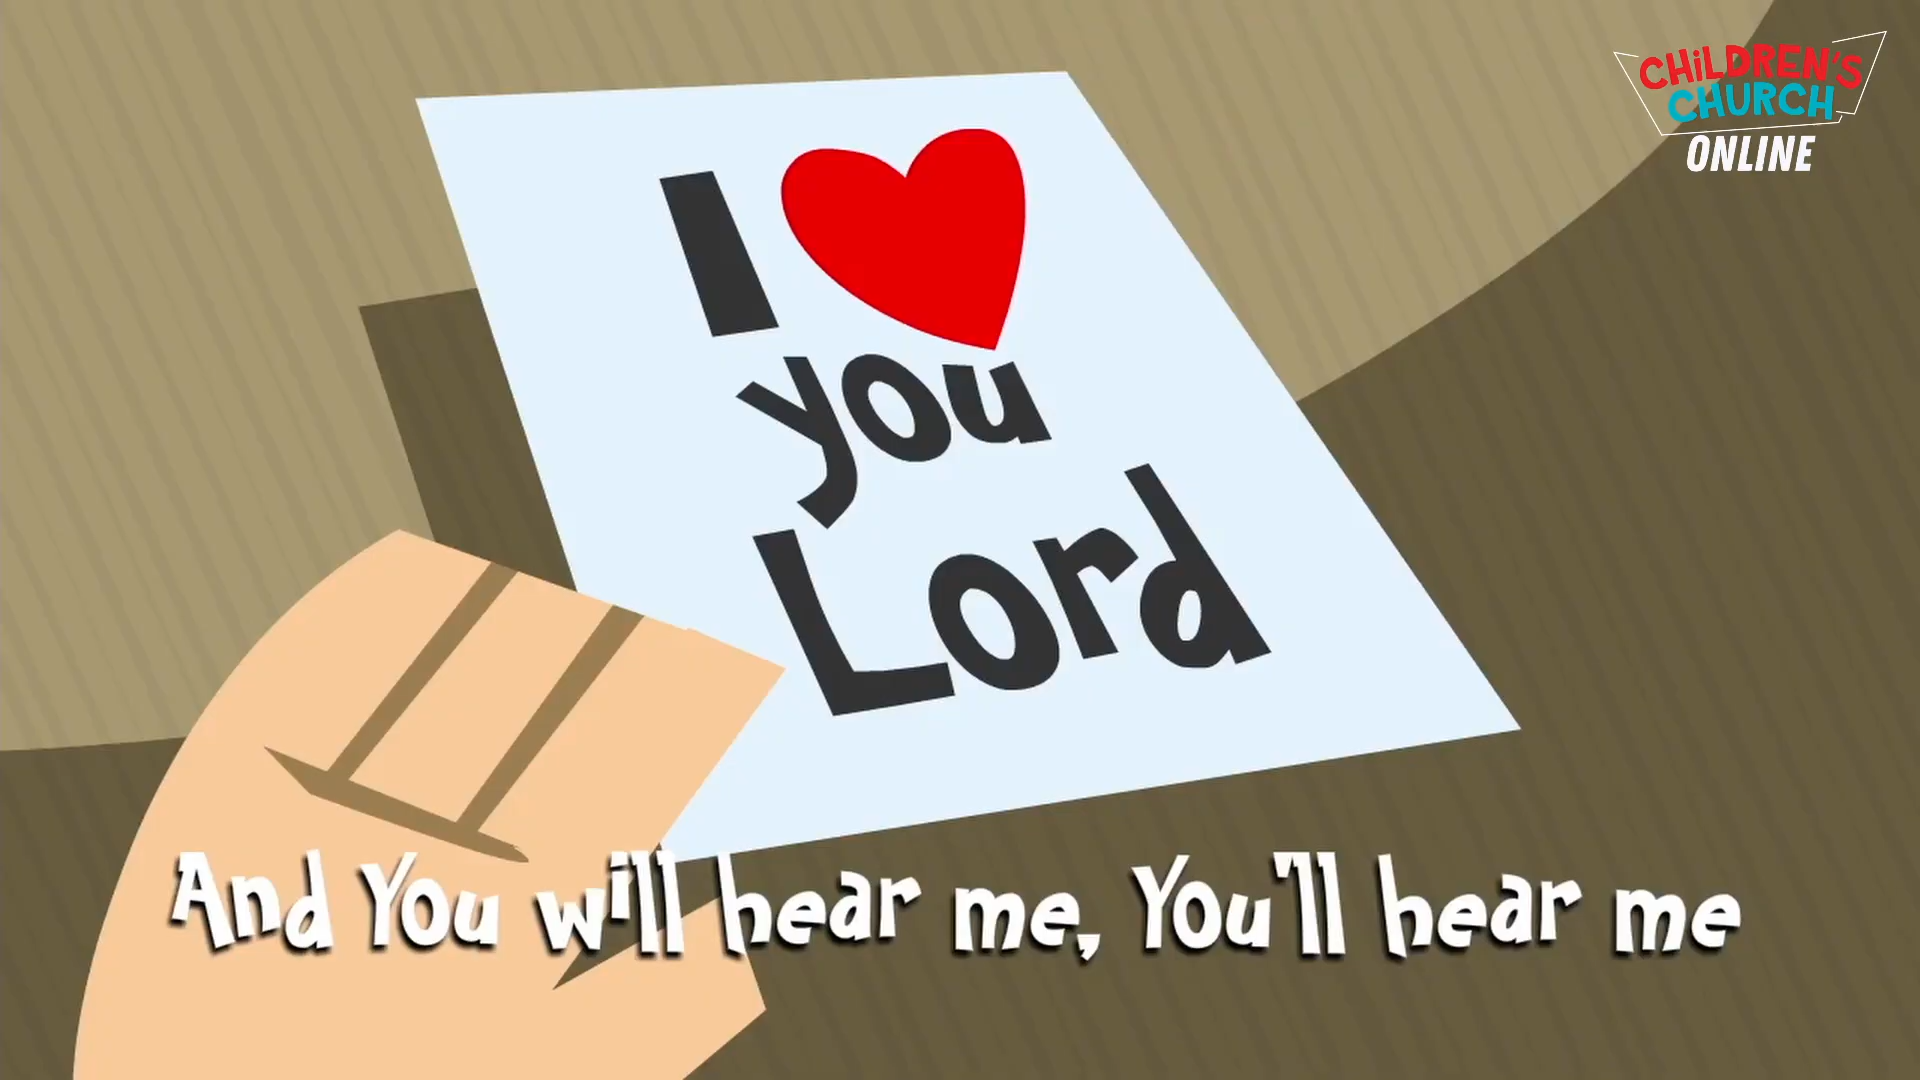 CHiLDREN'S
CHURCH
ONLINE
I
you
Lord
And You will hear me, You'll hear me